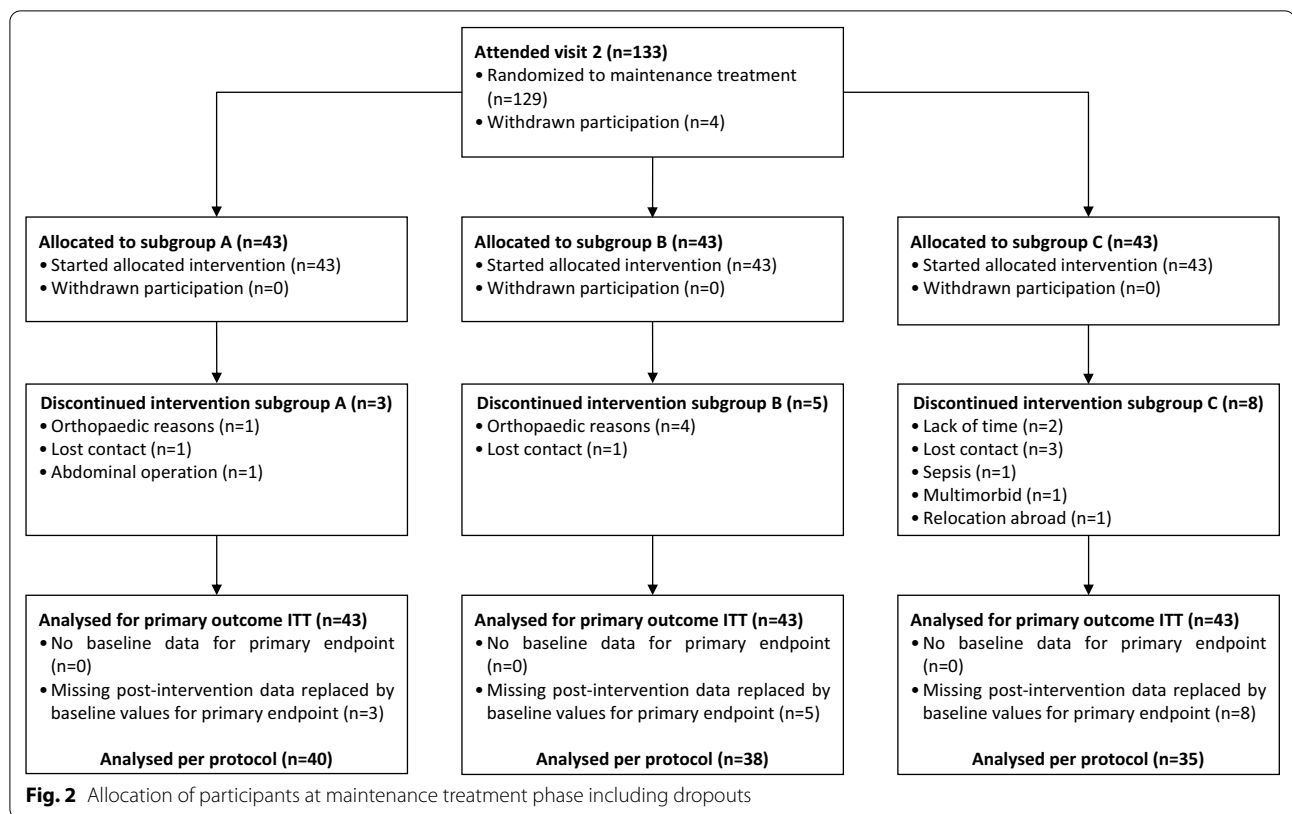 Attended visit 2 (n=133)
• Randomized to maintenance treatment
(n=129)
• Withdrawn participation (n=4)
Allocated to subgroup A (n=43)
• Started allocated intervention (n=43)
• Withdrawn participation (n=0)
Allocated to subgroup B (n=43)
• Started allocated intervention (n=43)
• Withdrawn participation (n=0)
Allocated to subgroup C (n=43)
• Started allocated intervention (n=43)
• Withdrawn participation (n=0)
Discontinued intervention subgroup A (n=3)
• Orthopaedic reasons (n=1)
• Lost contact (n=1)
• Abdominal operation (n=1)
Discontinued intervention subgroup B (n=5)
• Orthopaedic reasons (n=4)
• Lost contact (n=1)
Discontinued intervention subgroup C (n=8)
• Lack of time (n=2)
• Lost contact (n=3)
• Sepsis (n=1)
• Multimorbid (n=1)
• Relocation abroad (n=1)
Analysed for primary outcome ITT (n=43)
• No baseline data for primary endpoint
(n=0)
• Missing post-intervention data replaced by
baseline values for primary endpoint (n=3)
Analysed per protocol (n=40)
Analysed for primary outcome ITT (n=43)
• No baseline data for primary endpoint
(n=0)
• Missing post-intervention data replaced by
baseline values for primary endpoint (n=5)
Analysed per protocol (n=38)
Analysed for primary outcome ITT (n=43)
• No baseline data for primary endpoint
(n=0)
• Missing post-intervention data replaced by
baseline values for primary endpoint (n=8)
Analysed per protocol (n=35)
Fig. 2 Allocation of participants at maintenance treatment phase including dropouts